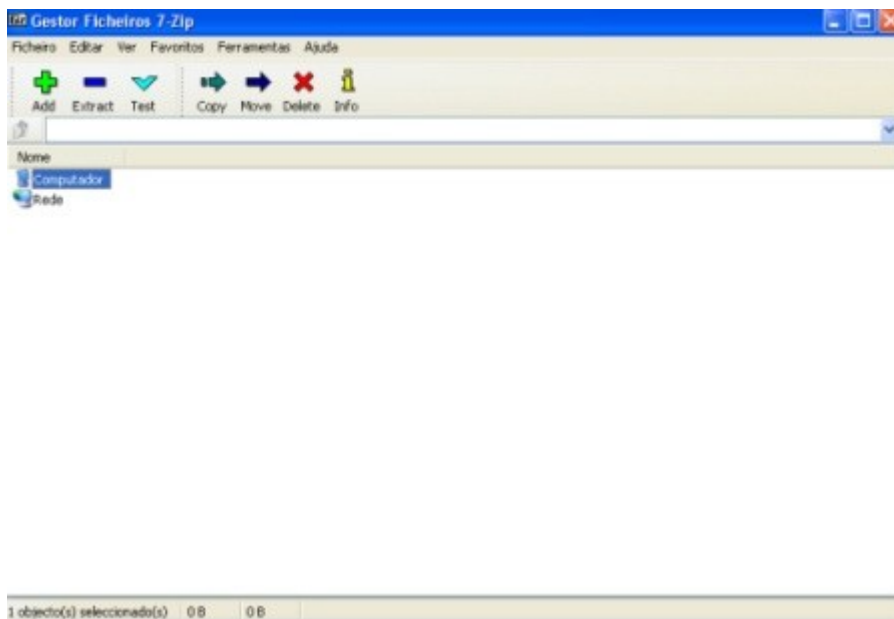 Gestor Ficheiros 7-Zip
Ficheiro Editar Ver Favoritos Ferramentas Ajuda
Add Extract Test Copy Move Delete Info
Nome
Computador
Rede
1 objecto(s) seleccionado(s) 0 B 0 B